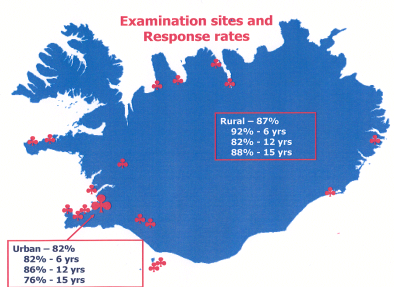 Examination sites and
Response rates
Rural – 87%
92% - 6 yrs
82% - 12 yrs
88% - 15 yrs
Urban – 82%
82% - 6 yrs
86% - 12 yrs
76% - 15 yrs